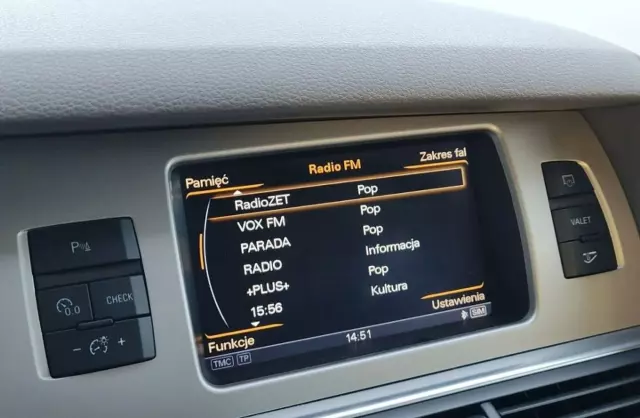 Pamięć Radio FM Zakres fal
RadioZET Pop
VOX FM Pop
PARADA Pop
RADIO Informacja
+PLUS+ Pop
15:56 Kultura
Funkcje Ustawienia
TMC TP 14:51 SIM
P
0.0 CHECK
- +
VALET